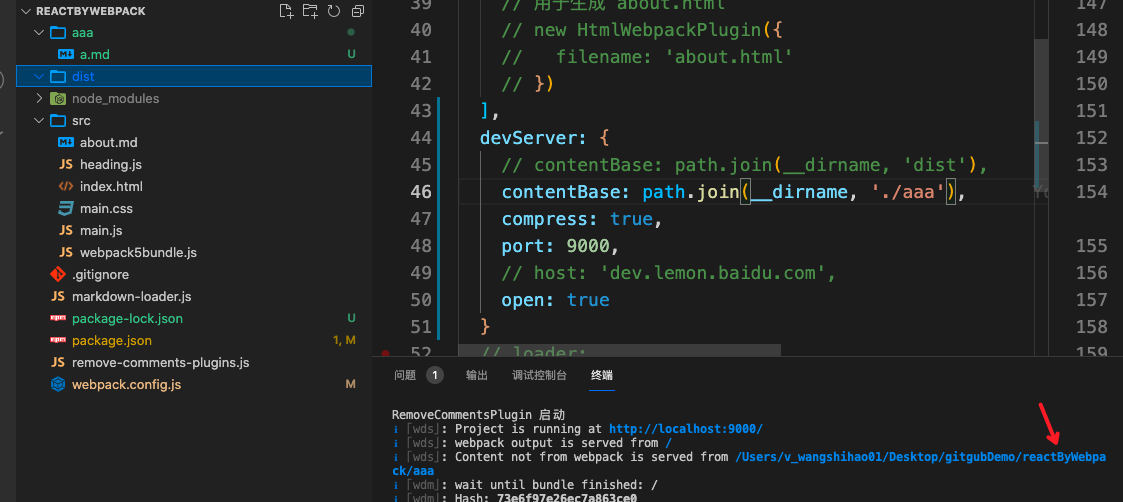 REACTBYWEBPACK
aaa
a.md U
dist
node_modules
src
about.md
heading.js
index.html
main.css
main.js
webpack5bundle.js
.gitignore
markdown-loader.js
package-lock.json U
package.json 1, M
remove-comments-plugins.js
webpack.config.js M
39 // 用于生成 about.html
40 // new HtmlWebpackPlugin({
41 //   filename: 'about.html'
42 // })
43 ],
44 devServer: {
45 // contentBase: path.join(__dirname, 'dist'),
46 contentBase: path.join(__dirname, './aaa'),
47 compress: true,
48 port: 9000,
49 // host: 'dev.lemon.baidu.com',
50 open: true
51 }
52 // loader:
147
148
149
150
151
152
153
154
155
156
157
158
159
问题 1 输出 调试控制台 终端
RemoveCommentsPlugin 启动
ℹ ｢wds｣: Project is running at http://localhost:9000/
ℹ ｢wds｣: webpack output is served from /
ℹ ｢wds｣: Content not from webpack is served from /Users/v_wangshihao01/Desktop/gitgubDemo/reactByWebpa
ck/aaa
ℹ ｢wdm｣: wait until bundle finished: /
ℹ ｢wdm｣: Hash: 73e6f97e26ec7a863ce0